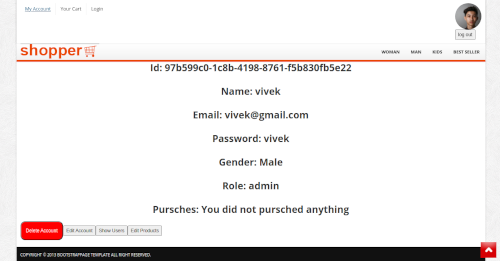 My Account Your Cart Login
log out
shopper
WOMAN MAN KIDS BEST SELLER
Id: 97b599c0-1c8b-4198-8761-f5b830fb5e22
Name: vivek
Email: vivek@gmail.com
Password: vivek
Gender: Male
Role: admin
Pursches: You did not pursched anything
Delete Account Edit Account Show Users Edit Products
COPYRIGHT © 2013 BOOTSTRAPPAGE TEMPLATE ALL RIGHT RESERVED.